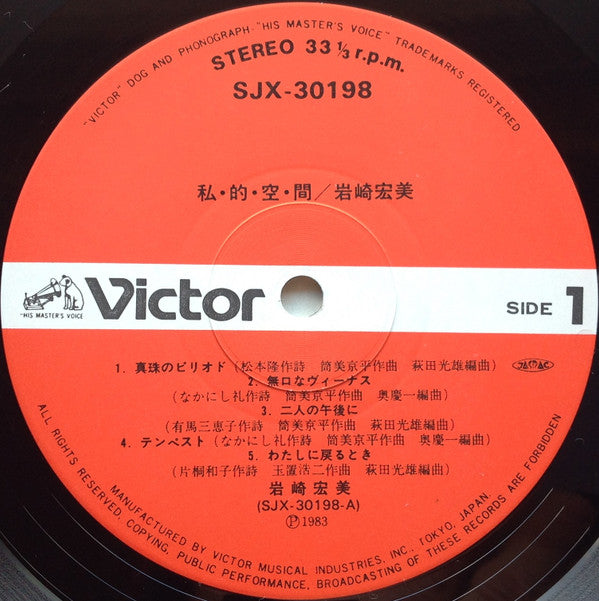 "VICTOR" DOG AND PHONOGRAPH-"HIS MASTER'S VOICE" TRADEMARKS REGISTERED
STEREO 33 1/3 r.p.m.
SJX-30198
私・的・空・間／岩崎宏美
"HIS MASTER'S VOICE"
Victor
SIDE 1
1. 真珠のピリオド（松本隆作詩 筒美京平作曲 萩田光雄編曲）
JASRAC
2. 無口なヴィーナス
（なかにし礼作詩 筒美京平作曲 奥慶一編曲）
3. 二人の午後に
（有馬三恵子作詩 筒美京平作曲 奥慶一編曲）
4. テンペスト（なかにし礼作詩 筒美京平作曲 奥慶一編曲）
5. わたしに戻るとき
（片桐和子作詩 玉置浩二作曲 萩田光雄編曲）
岩崎宏美
(SJX-30198-A)
Ⓟ1983
MANUFACTURED BY VICTOR MUSICAL INDUSTRIES, INC., TOKYO, JAPAN.
ALL RIGHTS RESERVED. COPYING, PUBLIC PERFORMANCE, BROADCASTING OF THESE RECORDS ARE FORBIDDEN